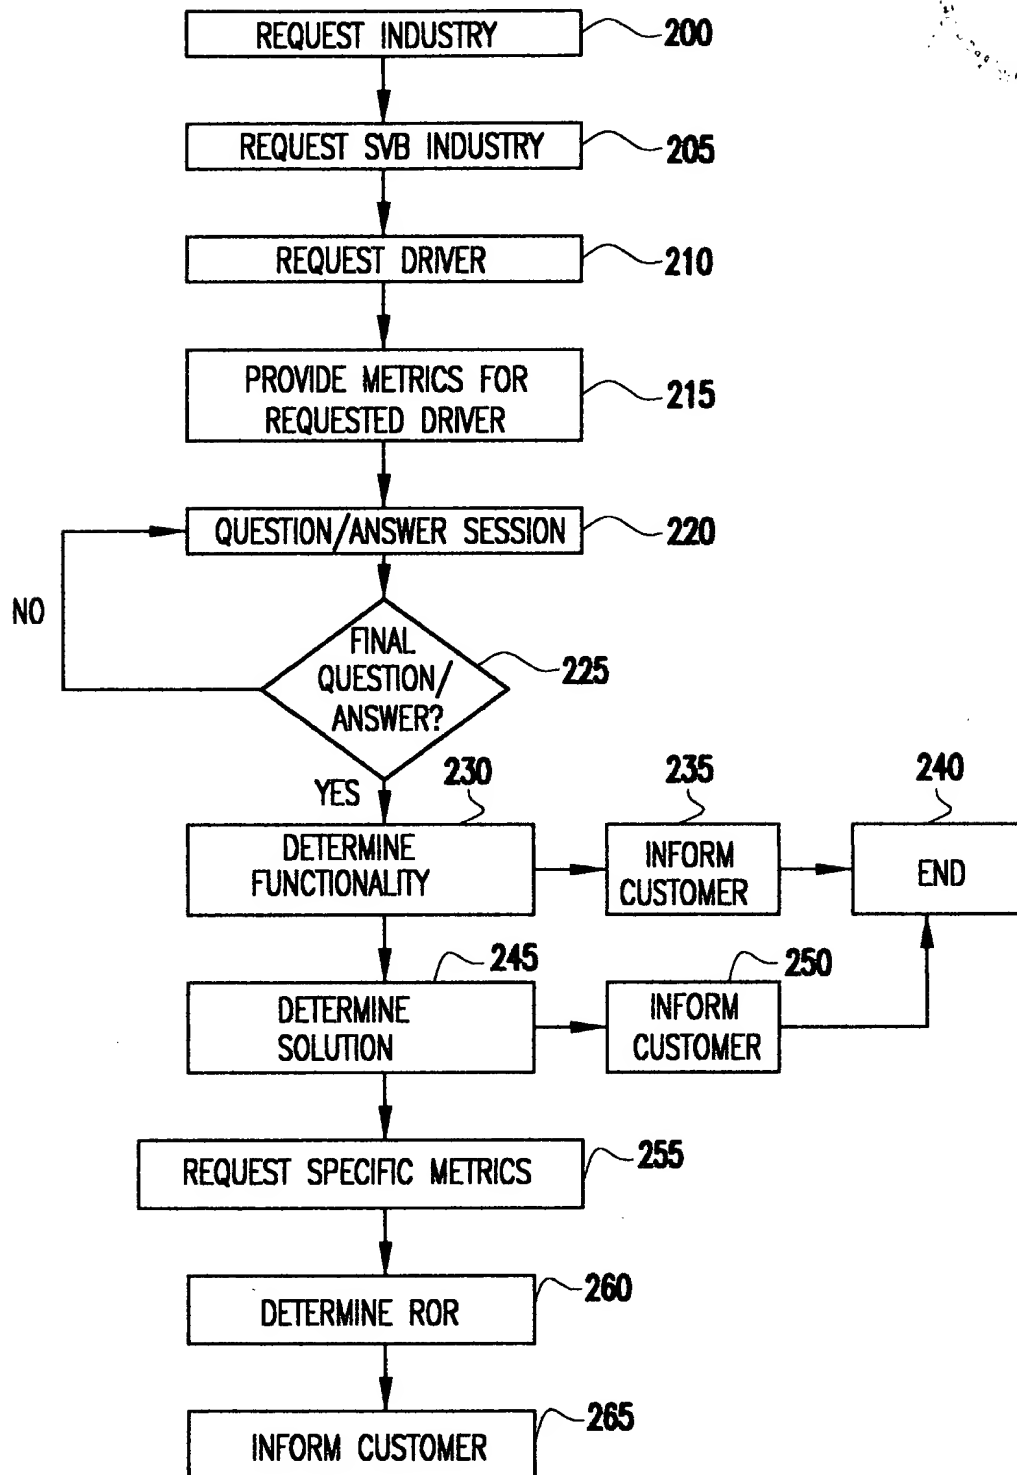 REQUEST INDUSTRY
200
REQUEST SVB INDUSTRY
205
REQUEST DRIVER
210
PROVIDE METRICS FOR
REQUESTED DRIVER
215
QUESTION/ANSWER SESSION
220
NO
FINAL
QUESTION/
ANSWER?
225
YES
230
235
240
DETERMINE
FUNCTIONALITY
INFORM
CUSTOMER
END
245
250
DETERMINE
SOLUTION
INFORM
CUSTOMER
REQUEST SPECIFIC METRICS
255
DETERMINE ROR
260
INFORM CUSTOMER
265